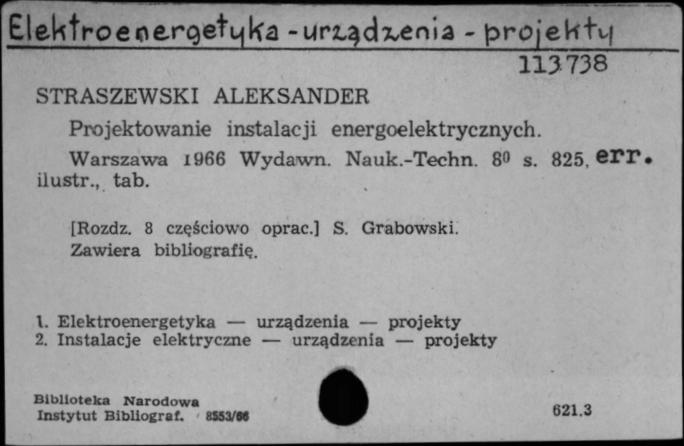 Elektroenergetyka - urządzenia - projekty
113738
STRASZEWSKI ALEKSANDER
Projektowanie instalacji energoelektrycznych.
Warszawa 1966 Wydawn. Nauk.-Techn. 8⁰ s. 825, err.
ilustr., tab.
[Rozdz. 8 częściowo oprac.] S. Grabowski.
Zawiera bibliografię.
1. Elektroenergetyka — urządzenia — projekty
2. Instalacje elektryczne — urządzenia — projekty
Biblioteka Narodowa
Instytut Bibliograf. 8553/66
621.3